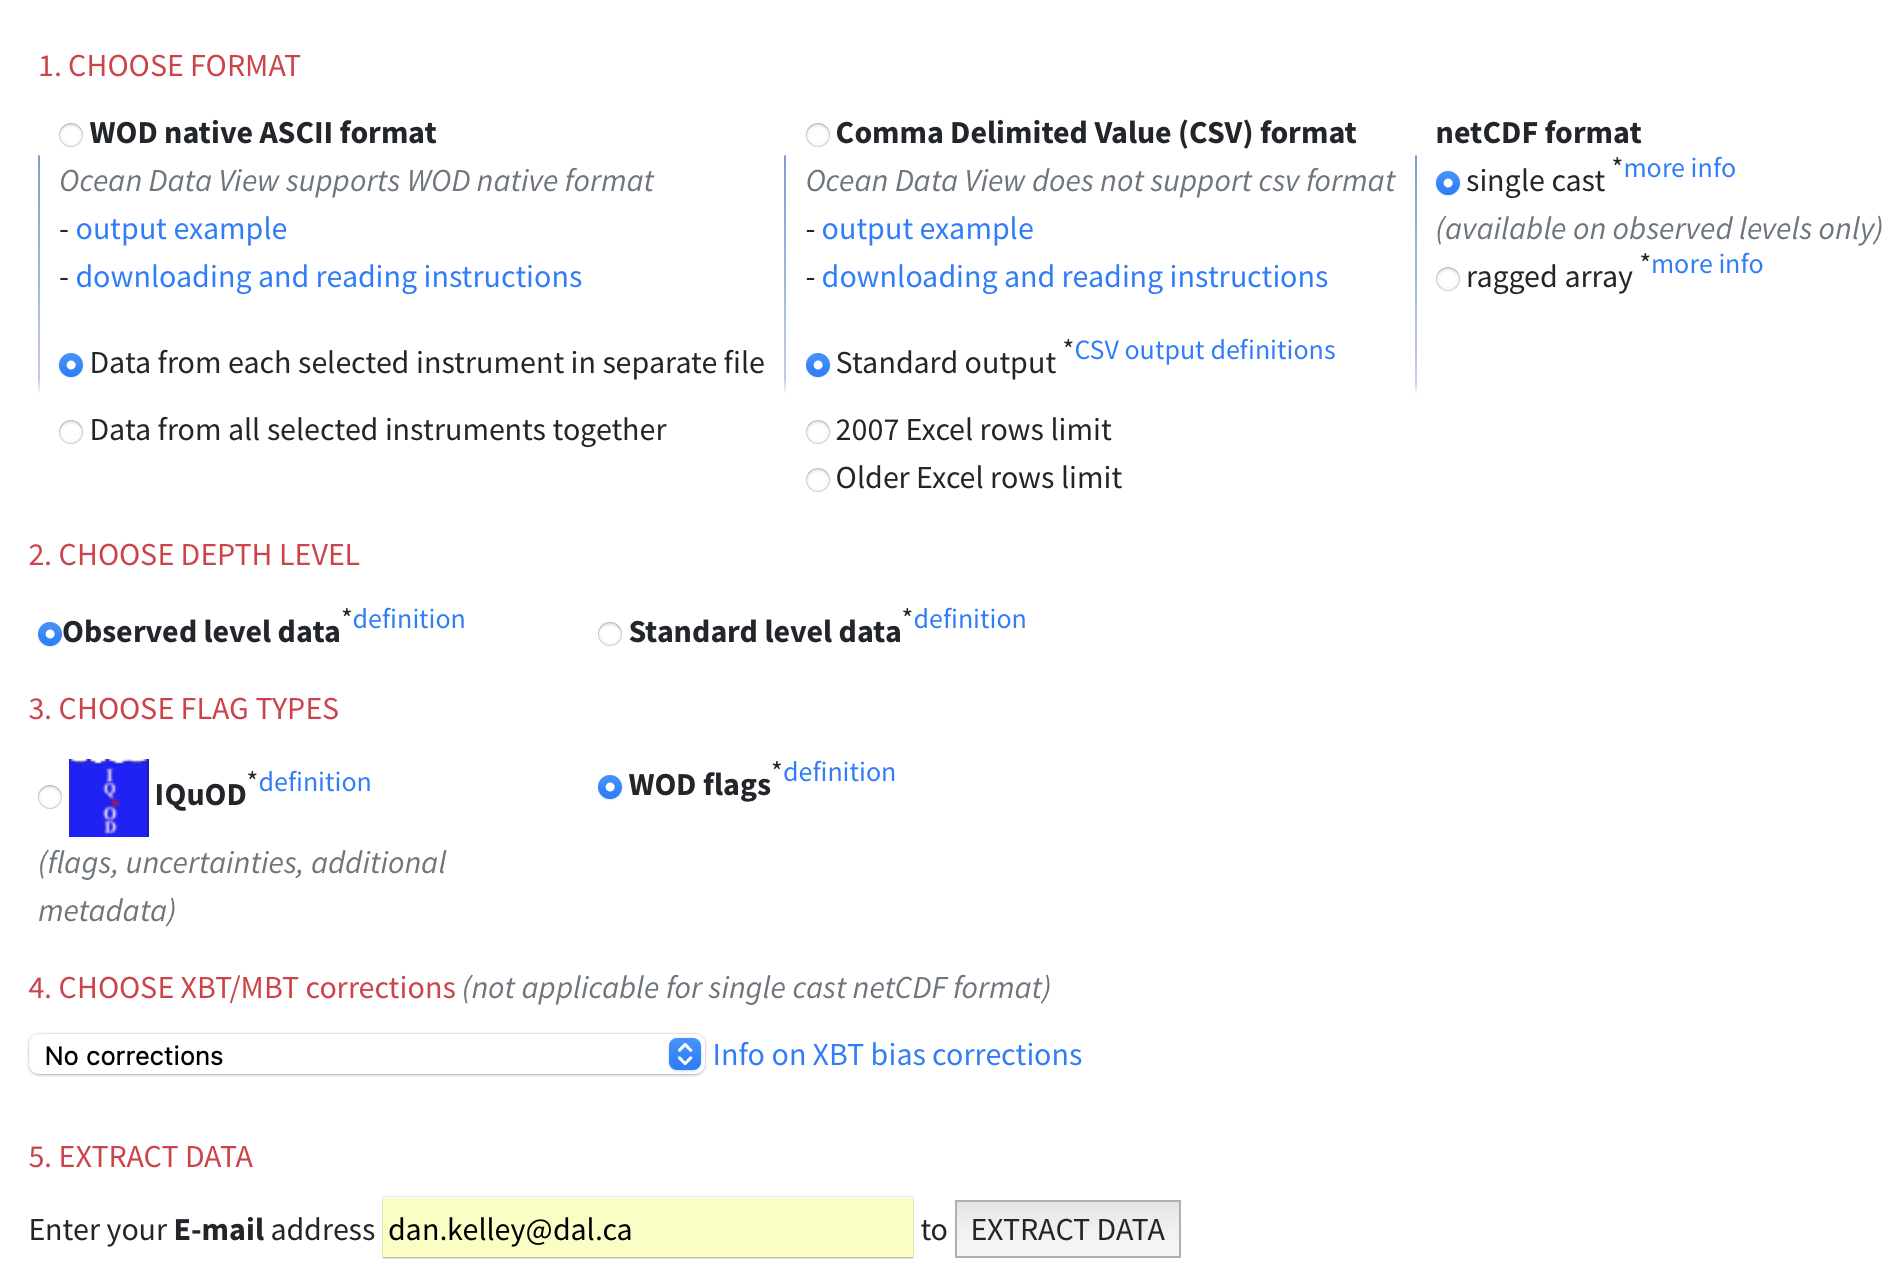 1. CHOOSE FORMAT
WOD native ASCII format
Ocean Data View supports WOD native format
- output example
- downloading and reading instructions
Data from each selected instrument in separate file
Data from all selected instruments together
Comma Delimited Value (CSV) format
Ocean Data View does not support csv format
- output example
- downloading and reading instructions
Standard output *CSV output definitions
2007 Excel rows limit
Older Excel rows limit
netCDF format
single cast *more info
(available on observed levels only)
ragged array *more info
2. CHOOSE DEPTH LEVEL
Observed level data*definition
Standard level data*definition
3. CHOOSE FLAG TYPES
I
Q
O
D
IQuOD*definition
(flags, uncertainties, additional
metadata)
WOD flags*definition
4. CHOOSE XBT/MBT corrections (not applicable for single cast netCDF format)
No corrections
Info on XBT bias corrections
5. EXTRACT DATA
Enter your E-mail address dan.kelley@dal.ca to EXTRACT DATA